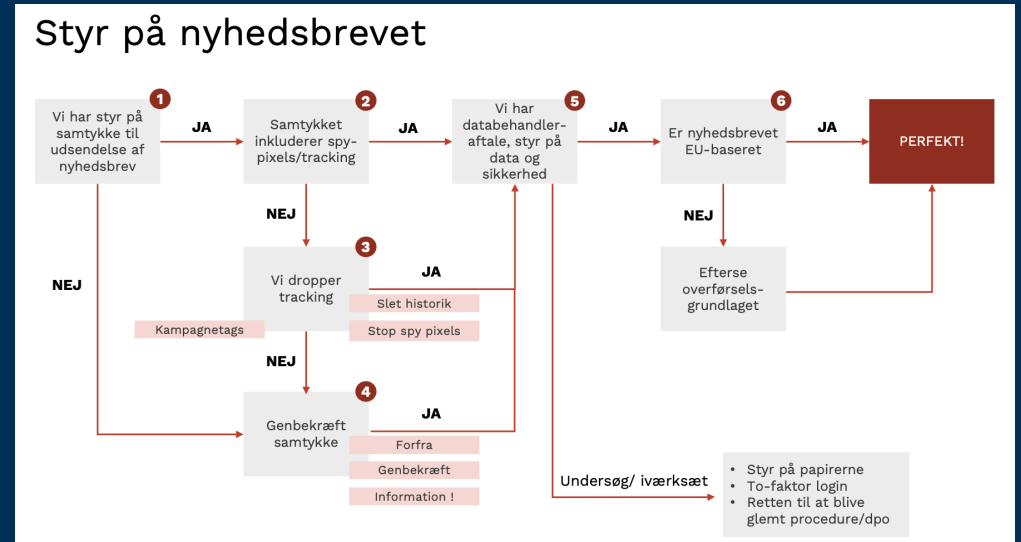 Styr på nyhedsbrevet
1
Vi har styr på
samtykke til
udsendelse af
nyhedsbrev
JA
2
Samtykket
inkluderer spy-
pixels/tracking
JA
5
Vi har
databehandler-
aftale, styr på
data og
sikkerhed
JA
6
Er nyhedsbrevet
EU-baseret
JA
PERFEKT!
NEJ
NEJ
NEJ
3
Vi dropper
tracking
JA
Slet historik
Stop spy pixels
Kampagnetags
Efterse
overførsels-
grundlaget
NEJ
4
Genbekræft
samtykke
JA
Forfra
Genbekræft
Information !
Undersøg/ iværksæt
• Styr på papirerne
• To-faktor login
• Retten til at blive
glemt procedure/dpo